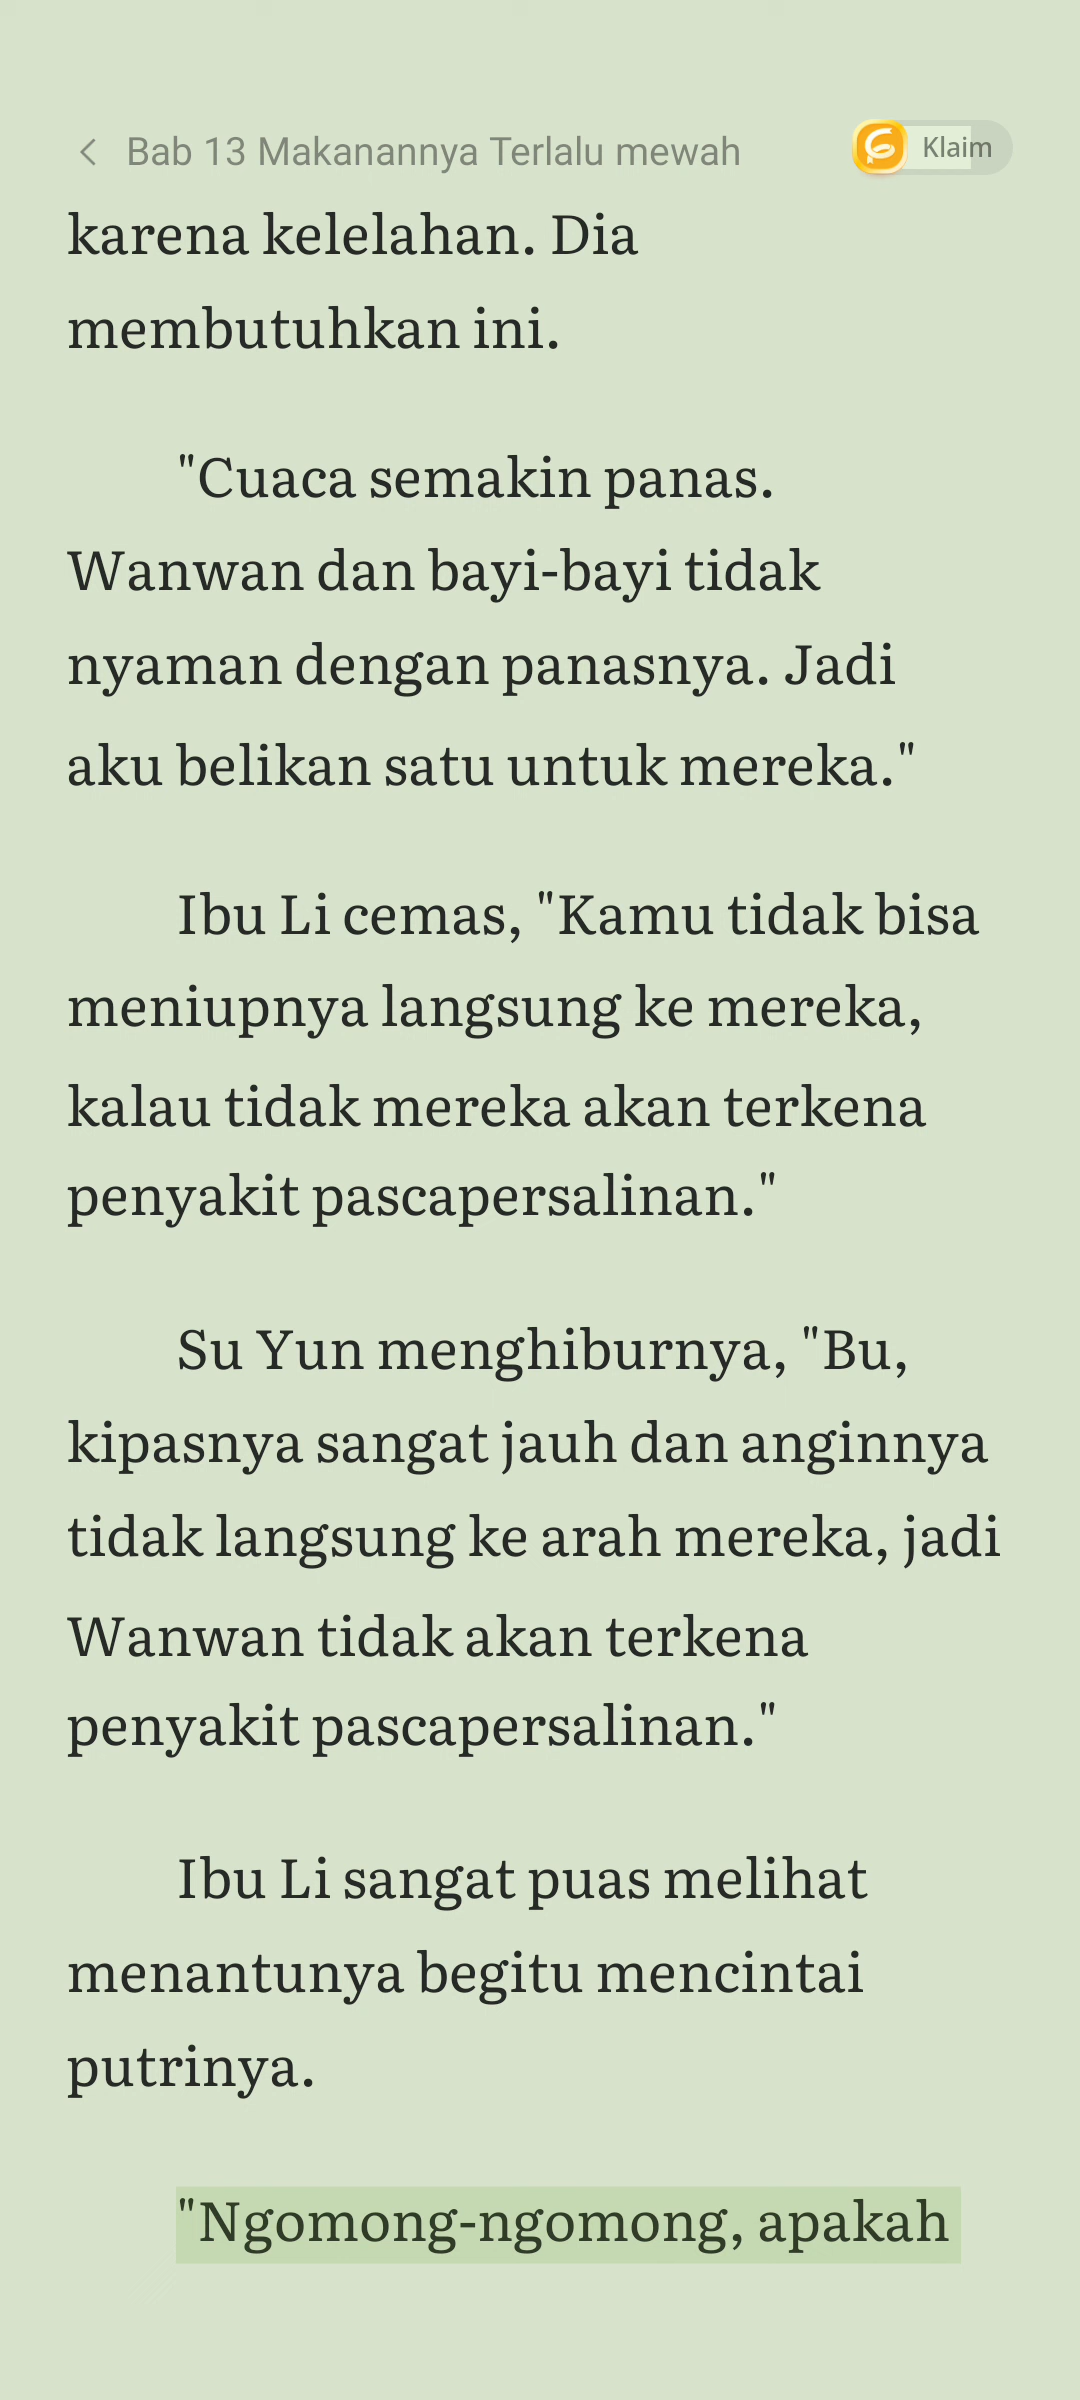 Bab 13 Makanannya Terlalu mewah
Klaim
karena kelelahan. Dia
membutuhkan ini.
"Cuaca semakin panas.
Wanwan dan bayi-bayi tidak
nyaman dengan panasnya. Jadi
aku belikan satu untuk mereka."
Ibu Li cemas, "Kamu tidak bisa
meniupnya langsung ke mereka,
kalau tidak mereka akan terkena
penyakit pascapersalinan."
Su Yun menghiburnya, "Bu,
kipasnya sangat jauh dan anginnya
tidak langsung ke arah mereka, jadi
Wanwan tidak akan terkena
penyakit pascapersalinan."
Ibu Li sangat puas melihat
menantunya begitu mencintai
putrinya.
"Ngomong-ngomong, apakah